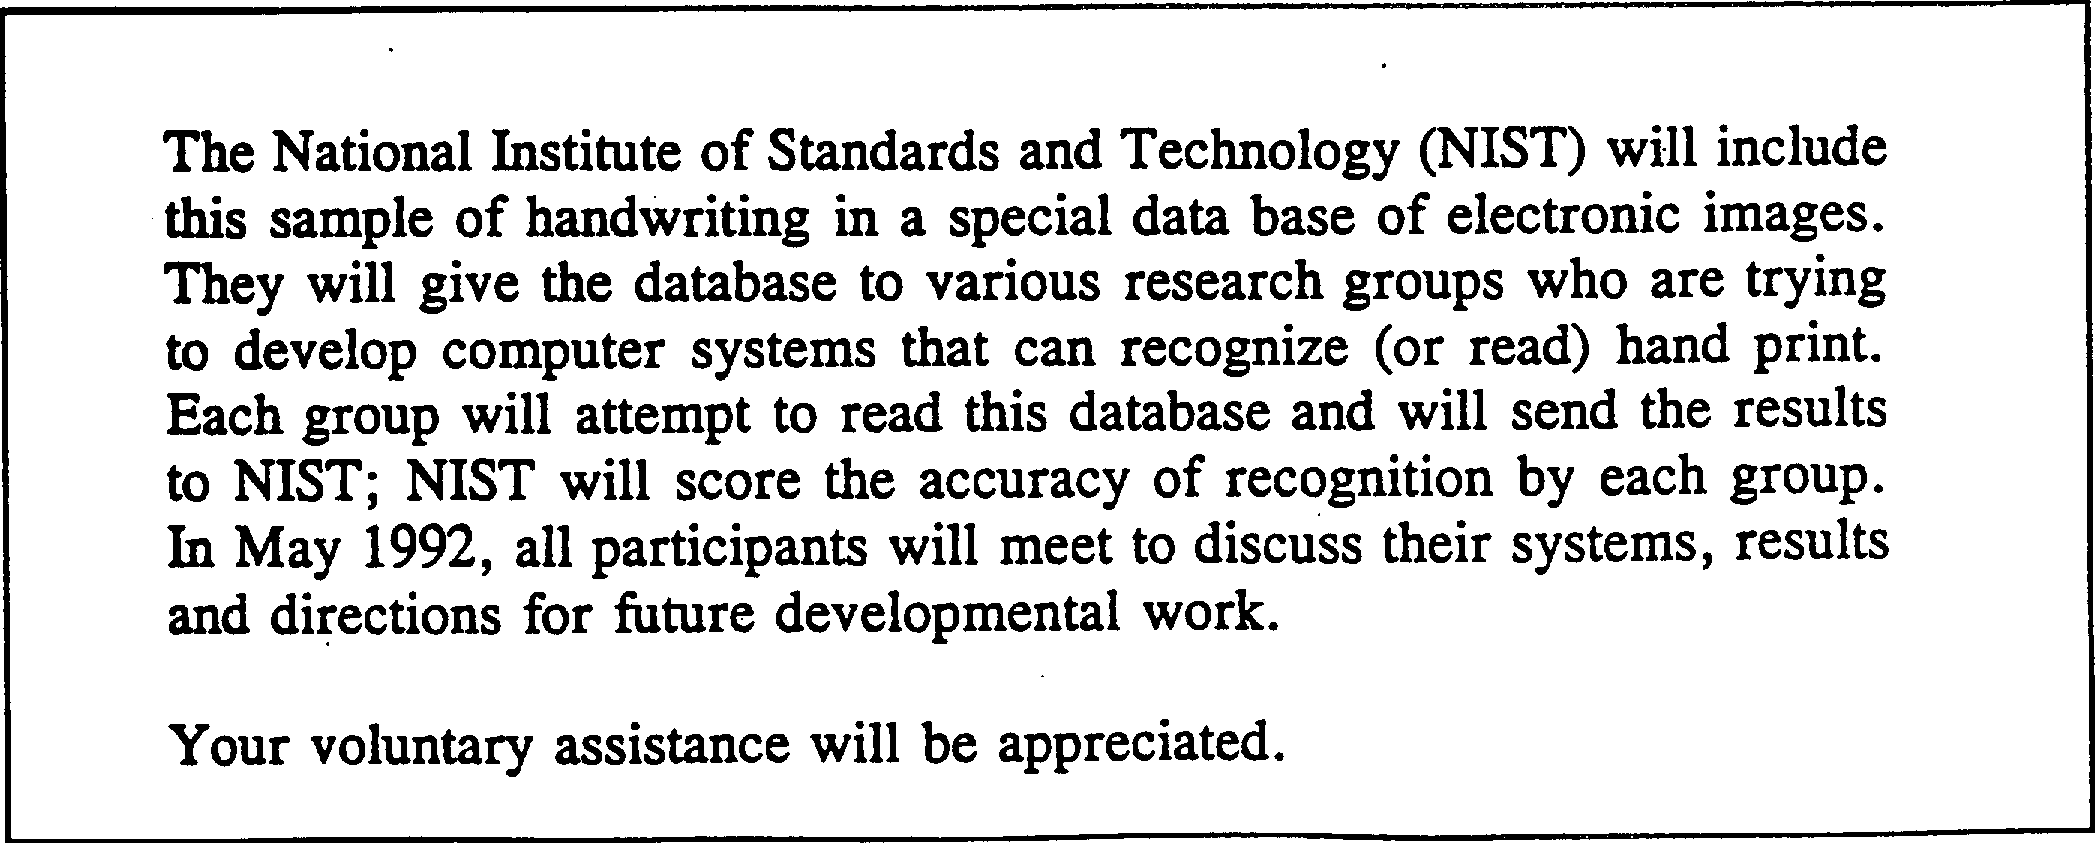 The National Institute of Standards and Technology (NIST) will include
this sample of handwriting in a special data base of electronic images.
They will give the database to various research groups who are trying
to develop computer systems that can recognize (or read) hand print.
Each group will attempt to read this database and will send the results
to NIST; NIST will score the accuracy of recognition by each group.
In May 1992, all participants will meet to discuss their systems, results
and directions for future developmental work.
Your voluntary assistance will be appreciated.